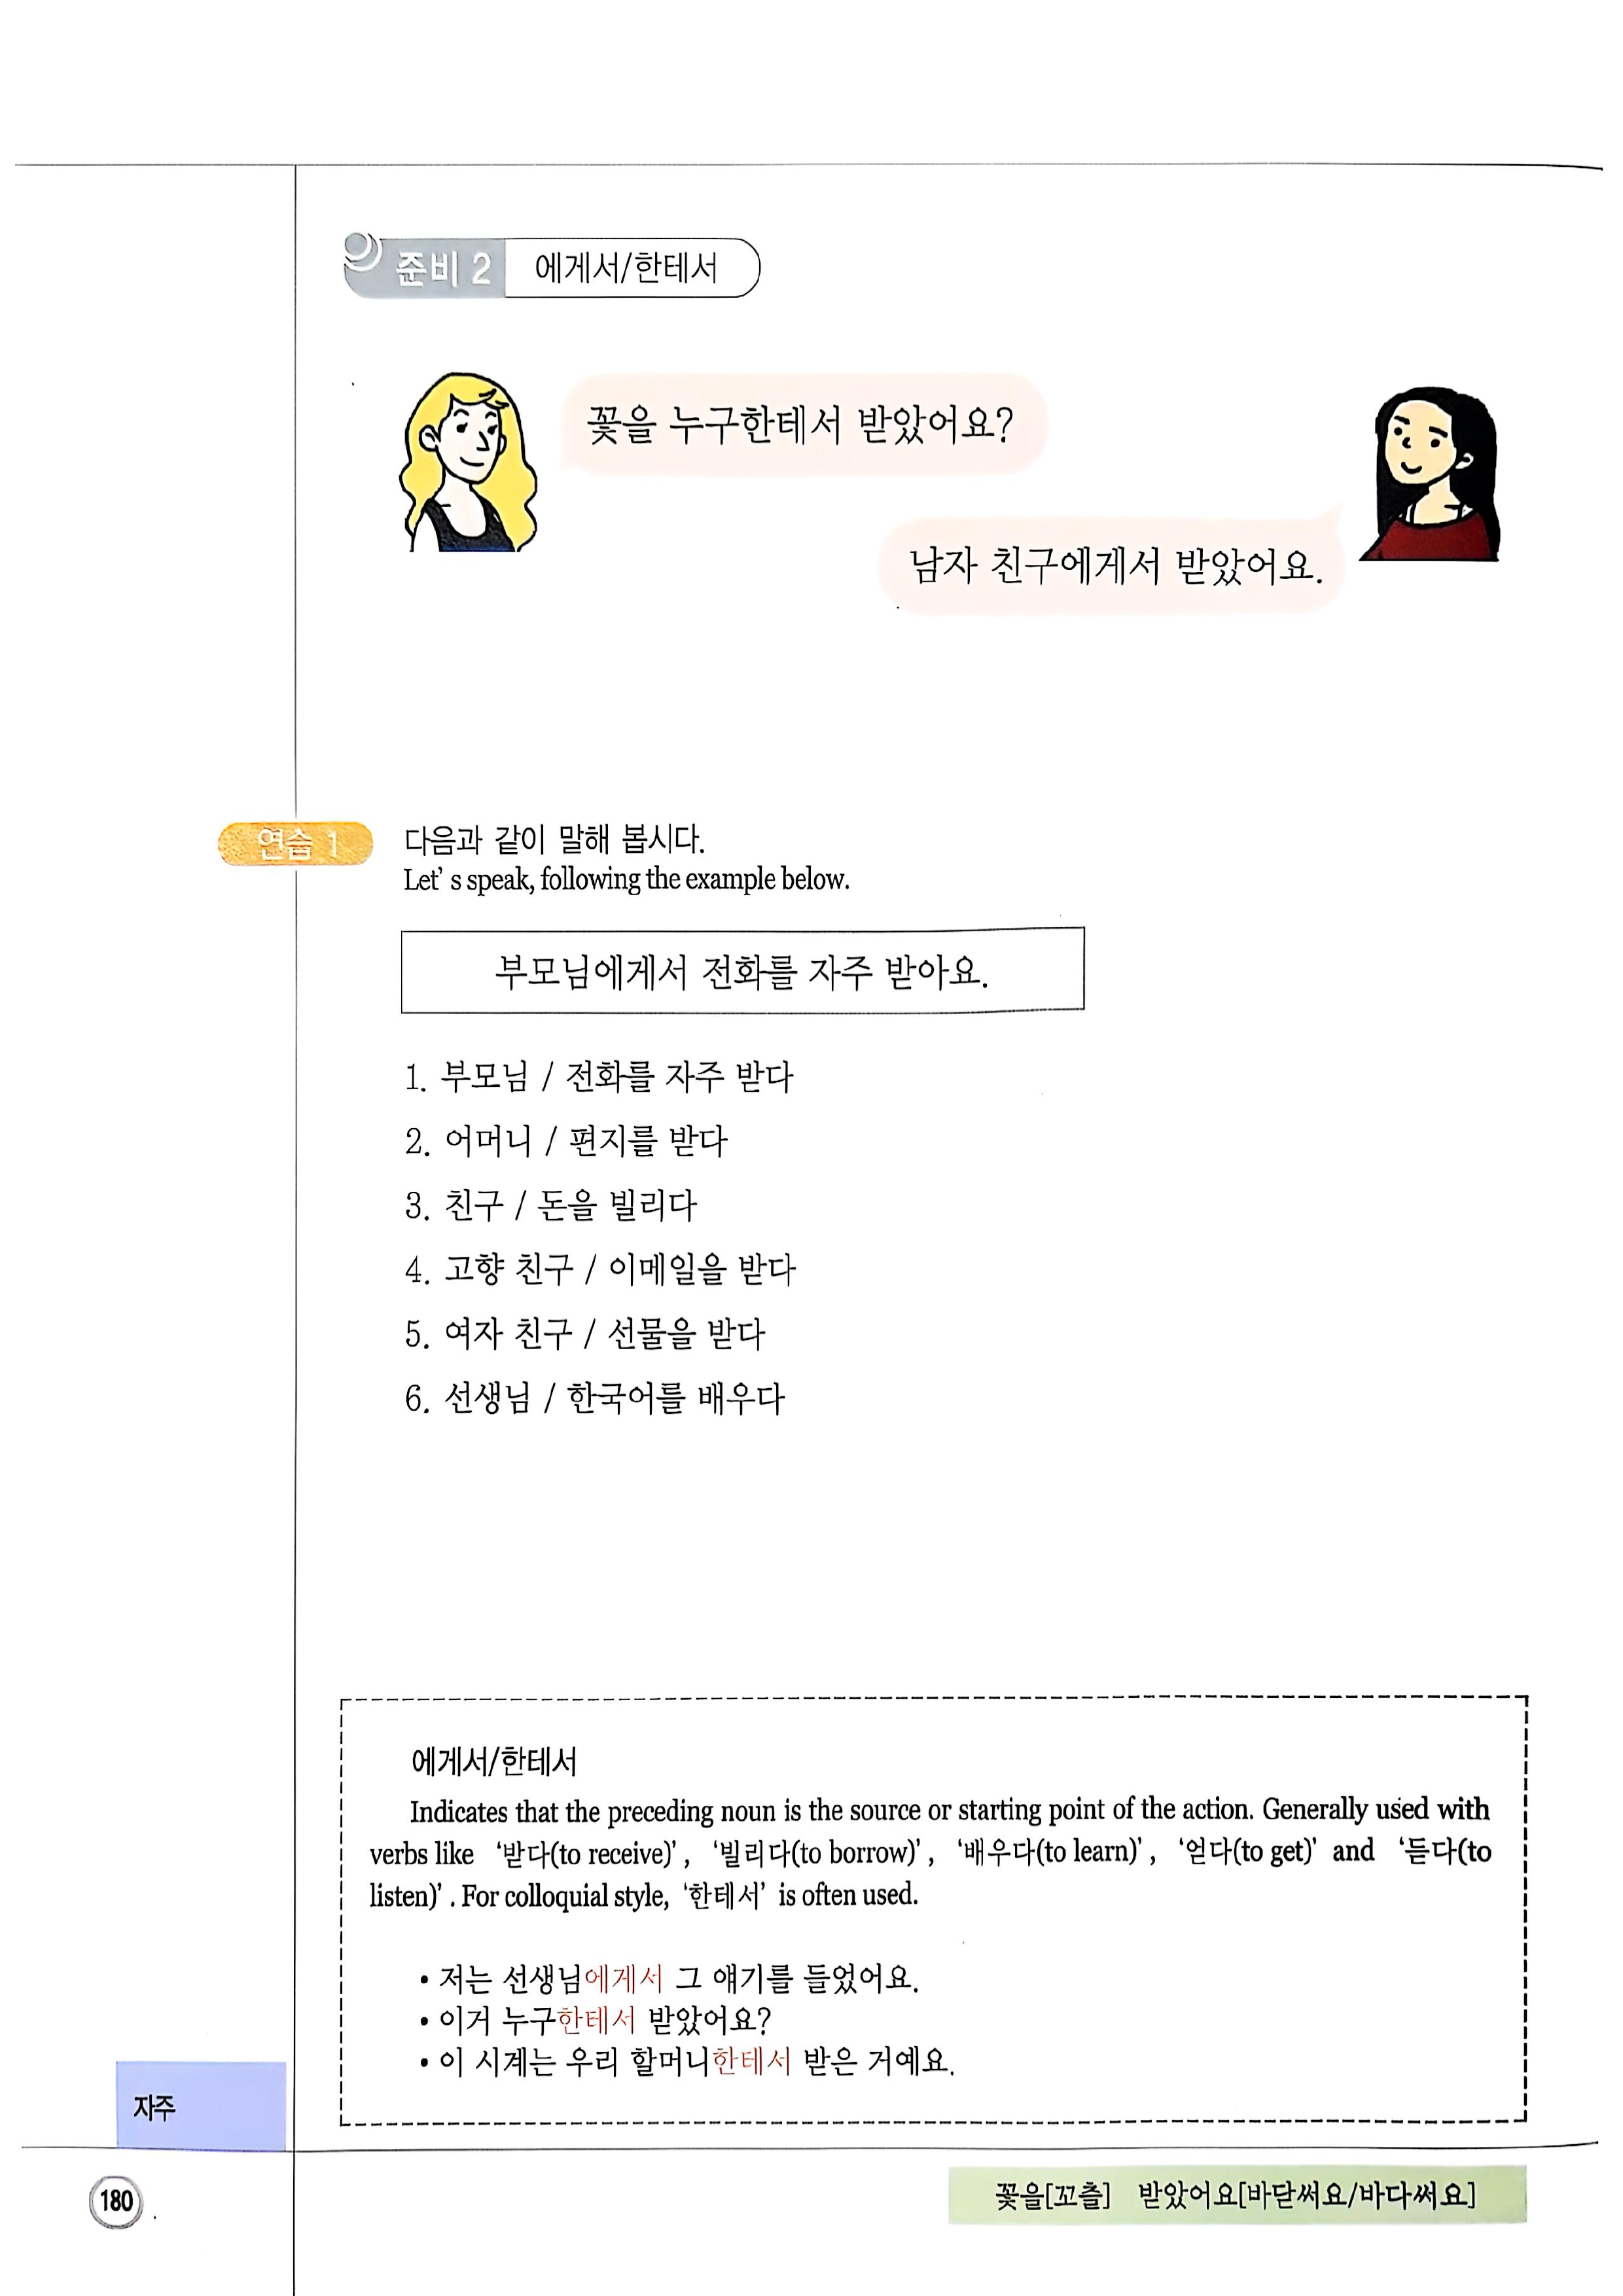 준비 2 에게서/한테서
꽃을 누구한테서 받았어요?
남자 친구에게서 받았어요.
연습 1
다음과 같이 말해 봅시다.
Let's speak, following the example below.
부모님에게서 전화를 자주 받아요.
1. 부모님 / 전화를 자주 받다
2. 어머니 / 편지를 받다
3. 친구 / 돈을 빌리다
4. 고향 친구 / 이메일을 받다
5. 여자 친구 / 선물을 받다
6. 선생님 / 한국어를 배우다
에게서/한테서
Indicates that the preceding noun is the source or starting point of the action. Generally used with
verbs like '받다(to receive)', '빌리다(to borrow)', '배우다(to learn)', '얻다(to get)' and '듣다(to
listen)'. For colloquial style, '한테서' is often used.
• 저는 선생님에게서 그 얘기를 들었어요.
• 이거 누구한테서 받았어요?
• 이 시계는 우리 할머니한테서 받은 거예요.
자주
180
꽃을[꼬츨] 받았어요[바닫써요/바다써요]